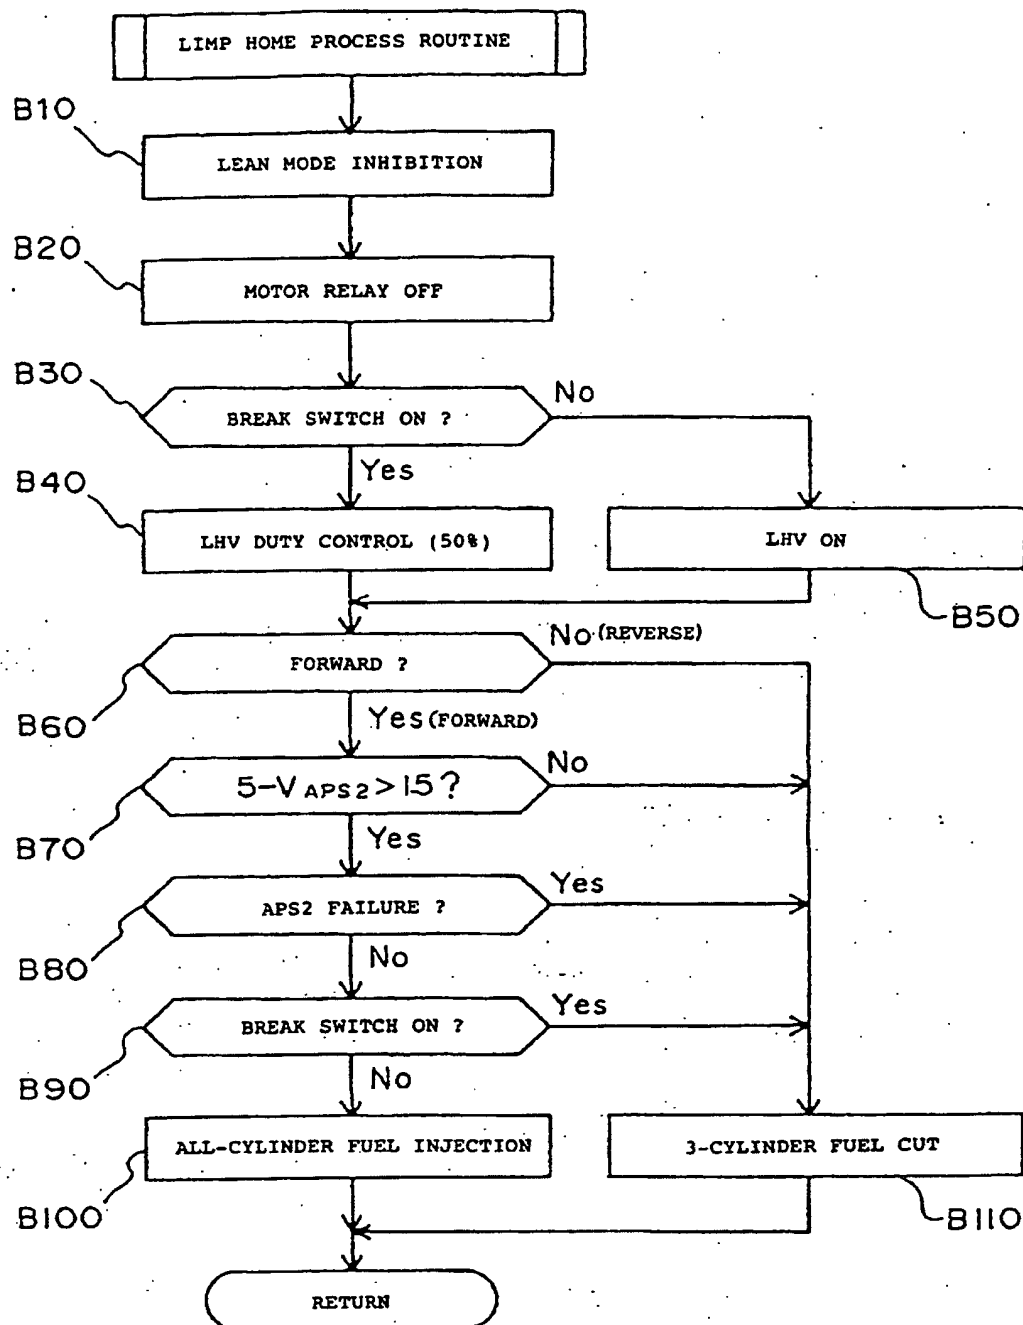 LIMP HOME PROCESS ROUTINE
B10
LEAN MODE INHIBITION
B20
MOTOR RELAY OFF
B30
BREAK SWITCH ON ?
No
Yes
B40
LHV DUTY CONTROL (50%)
LHV ON
B50
No (REVERSE)
FORWARD ?
B60
Yes (FORWARD)
5-VAPS2>1.5?
No
B70
Yes
APS2 FAILURE ?
Yes
B80
No
BREAK SWITCH ON ?
Yes
B90
No
ALL-CYLINDER FUEL INJECTION
3-CYLINDER FUEL CUT
B100
B110
RETURN